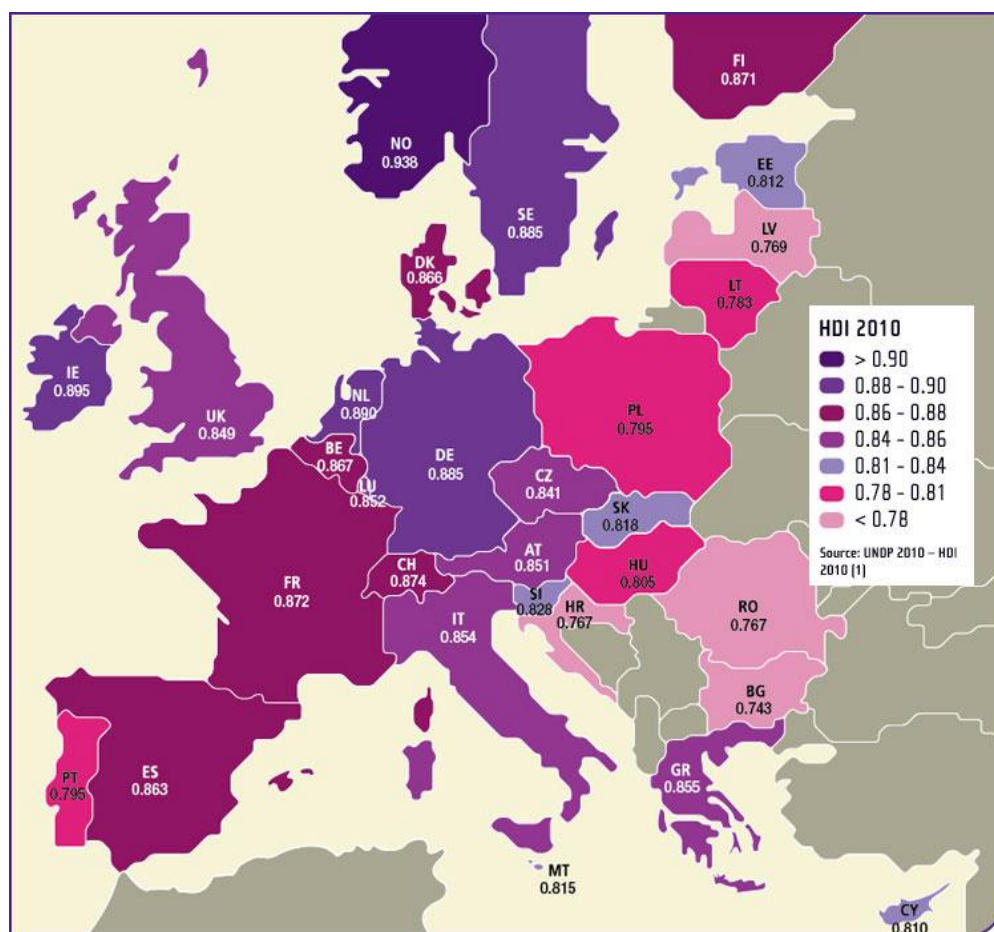 FI
0.871
NO
0.938
EE
0.812
SE
0.885
LV
0.769
DK
0.866
LT
0.783
HDI 2010
> 0.90
0.88 - 0.90
0.86 - 0.88
0.84 - 0.86
0.81 - 0.84
0.78 - 0.81
< 0.78
Source: UNDP 2010 – HDI
2010 (1)
IE
0.895
UK
0.849
NL
0.890
BE
0.867
LU
0.852
DE
0.885
PL
0.795
CZ
0.841
SK
0.818
AT
0.851
HU
0.805
CH
0.874
FR
0.872
SI
0.828
HR
0.767
IT
0.854
RO
0.767
BG
0.743
PT
0.795
ES
0.863
GR
0.855
MT
0.815
CY
0.810